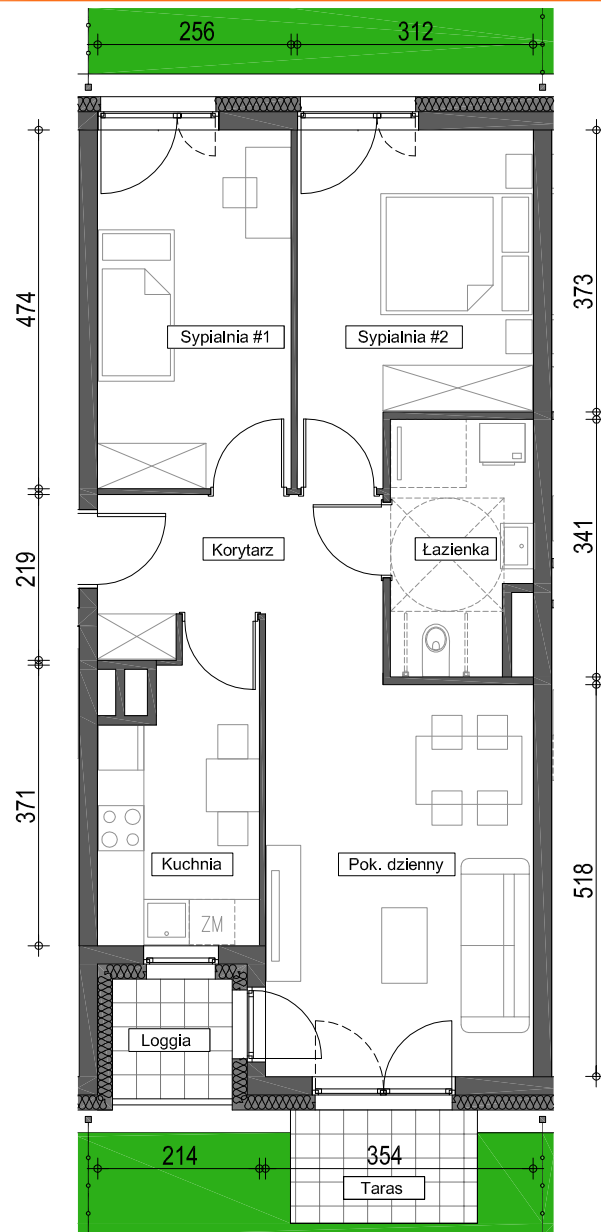 256
312
474
373
Sypialnia #1
Sypialnia #2
219
Korytarz
Łazienka
341
371
Kuchnia
Pok. dzienny
518
ZM
Loggia
214
354
Taras